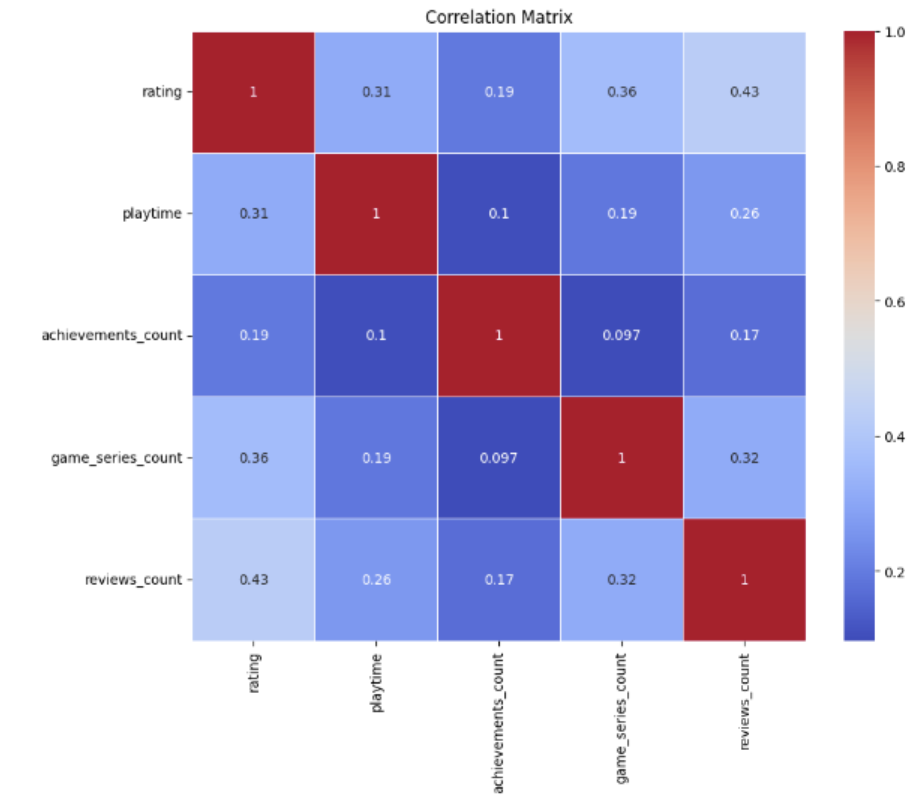 Correlation Matrix
rating 1 0.31 0.19 0.36 0.43
playtime 0.31 1 0.1 0.19 0.26
achievements_count 0.19 0.1 1 0.097 0.17
game_series_count 0.36 0.19 0.097 1 0.32
reviews_count 0.43 0.26 0.17 0.32 1
rating playtime achievements_count game_series_count reviews_count
1.0
0.8
0.6
0.4
0.2